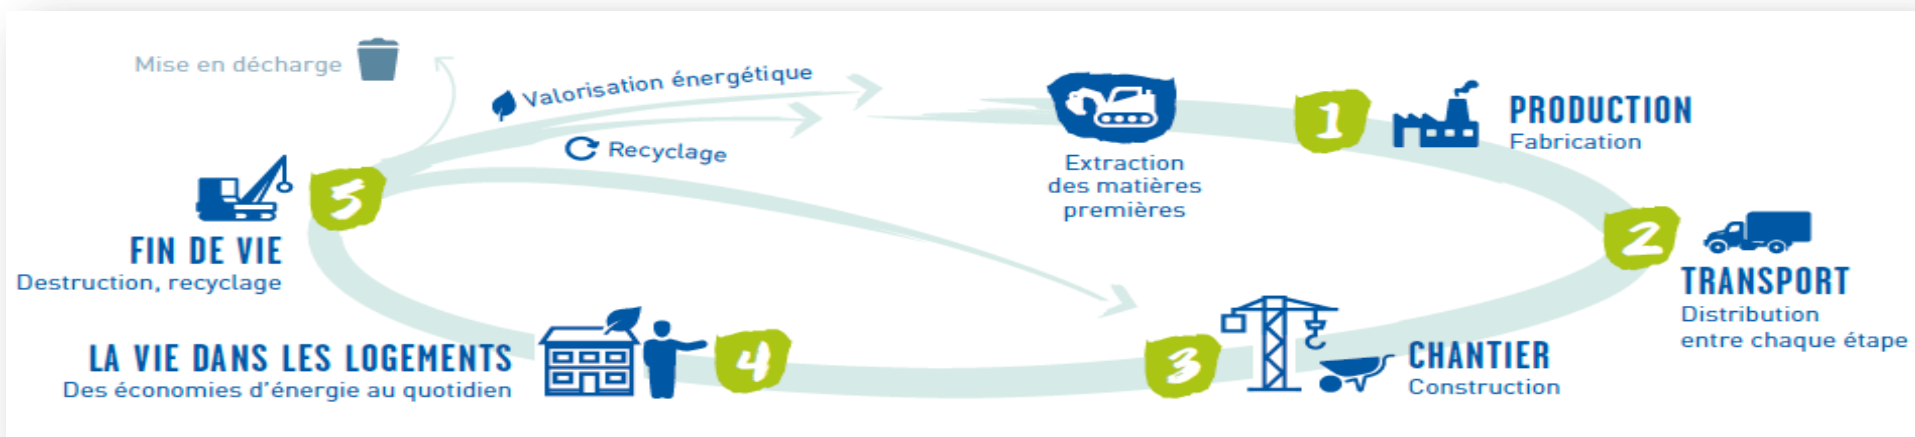 Mise en décharge
Valorisation énergétique
Recyclage
Extraction
des matières
premières
1
PRODUCTION
Fabrication
2
TRANSPORT
Distribution
entre chaque étape
3
CHANTIER
Construction
4
LA VIE DANS LES LOGEMENTS
Des économies d'énergie au quotidien
5
FIN DE VIE
Destruction, recyclage